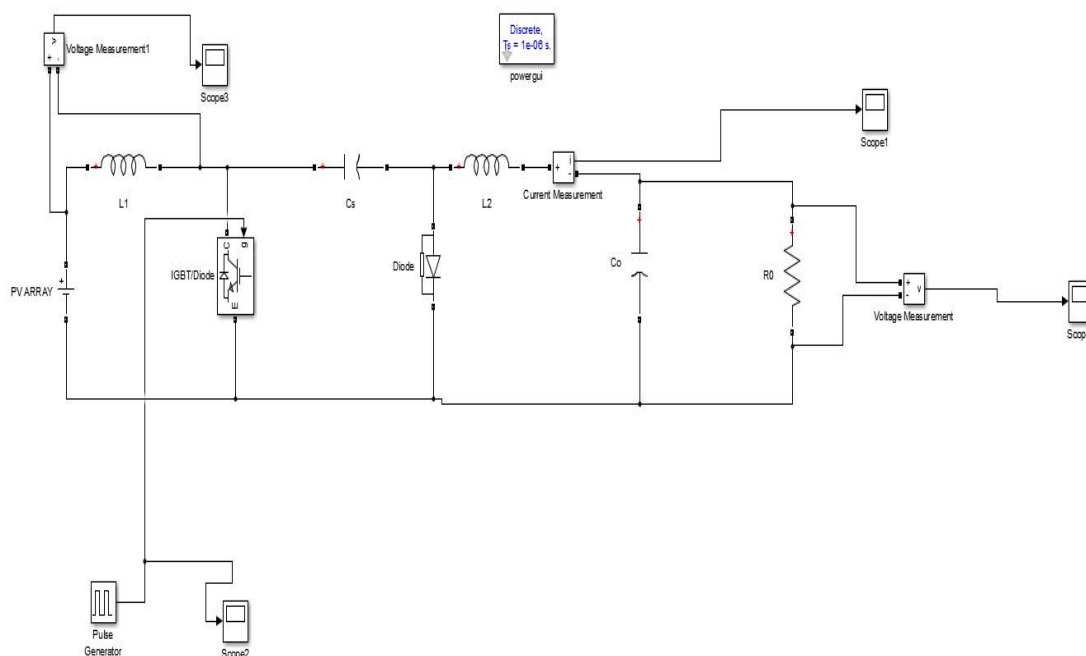 Discrete,
Ts = 1e-06 s.
powergui
v
+ -
Voltage Measurement1
Scope3
Scope1
L1
Cs
L2
+
i
-
Current Measurement
C
g
E
IGBT/Diode
Diode
Co
R0
PV ARRAY
+
-
v
Voltage Measurement
Scop
Pulse
Generator
Scope2